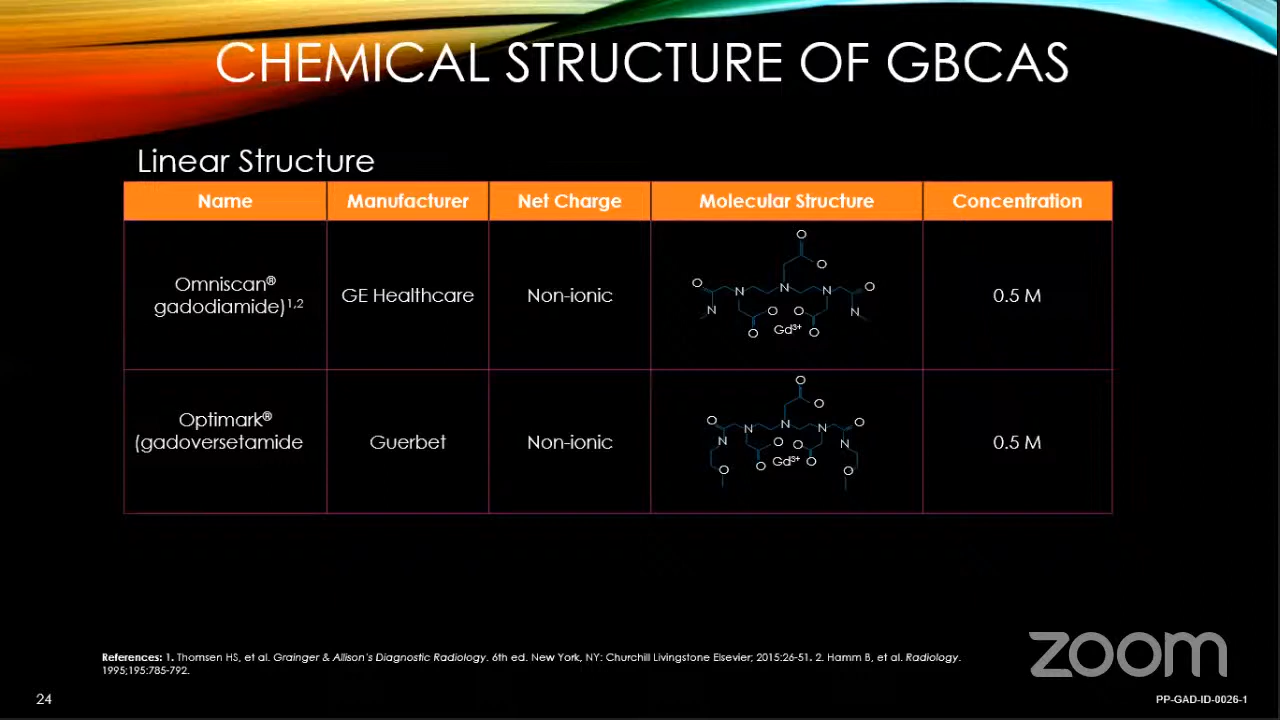 CHEMICAL STRUCTURE OF GBCAS
Linear Structure
Name Manufacturer Net Charge Molecular Structure Concentration
Omniscan®
gadodiamide)1,2
GE Healthcare
Non-ionic
O
O
O
N
N
N
O
N
O
O
N
O
Gd3+
O
0.5 M
Optimark®
(gadoversetamide
Guerbet
Non-ionic
O
O
O
N
N
N
O
N
O
O
N
O
Gd3+
O
O
O
0.5 M
References: 1. Thomsen HS, et al. Grainger & Allison's Diagnostic Radiology. 6th ed. New York, NY: Churchill Livingstone Elsevier; 2015:26-51. 2. Hamm B, et al. Radiology.
1995;195:785-792.
zoom
24
PP-GAD-ID-0026-1